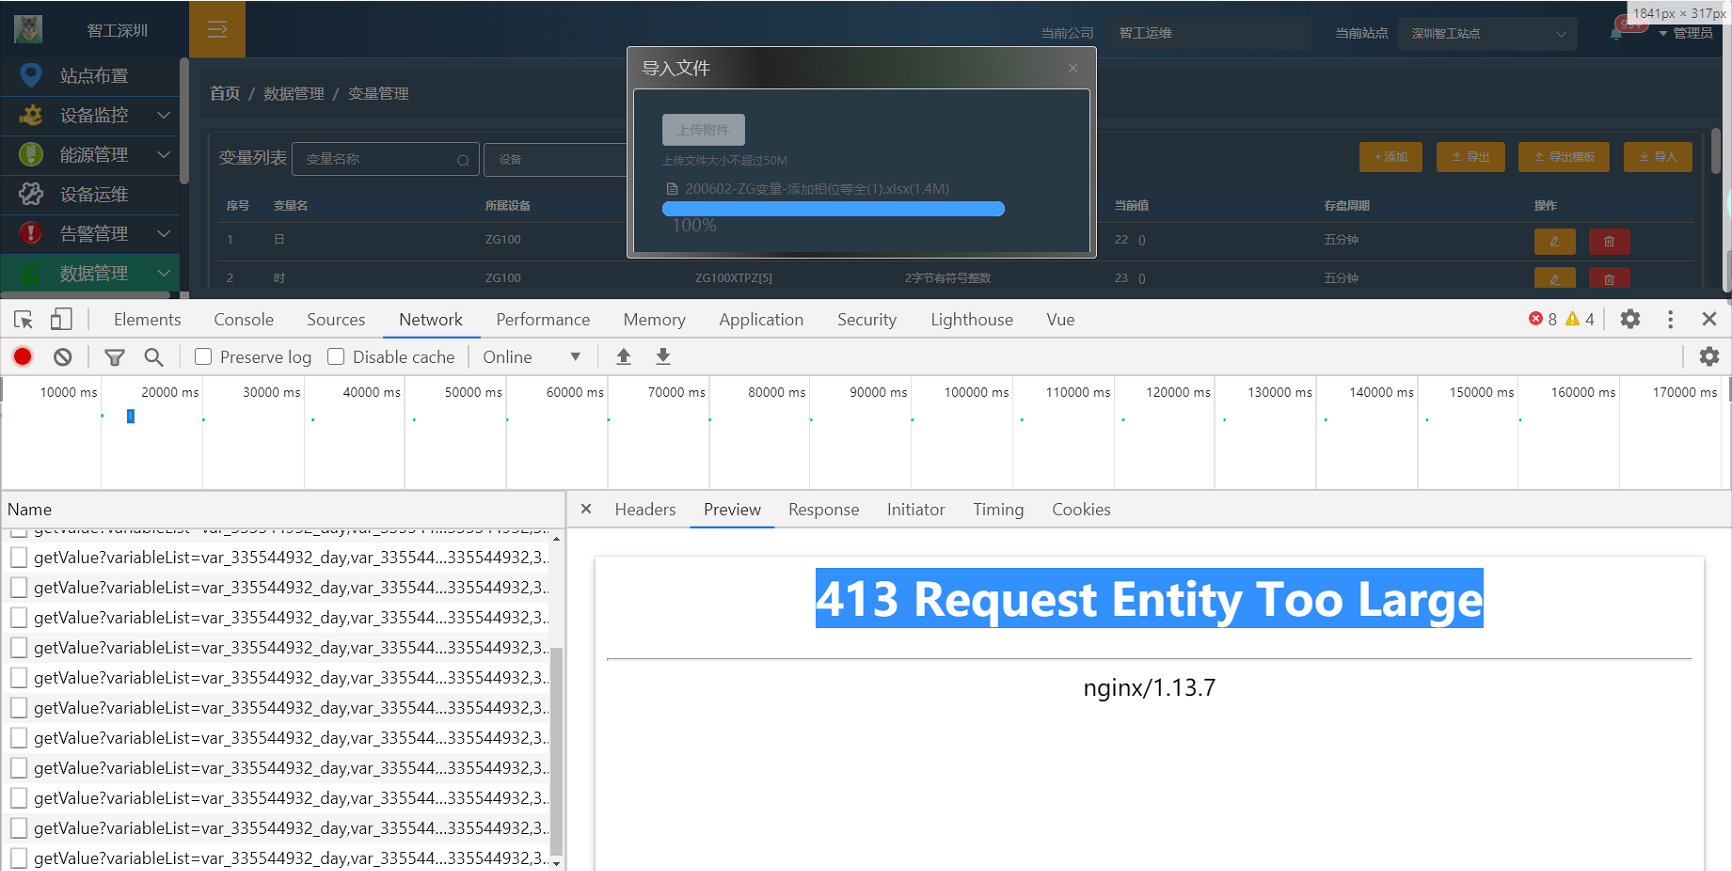 1841px × 317px
智工深圳
当前公司
智工运维
当前站点
深圳智工站点
99+
管理员
站点布置
设备监控
能源管理
设备运维
告警管理
数据管理
首页 / 数据管理 / 变量管理
导入文件
上传附件
上传文件大小不超过50M
200602-ZG变量-添加相位等全(1).xlsx(1.4M)
100%
变量列表
变量名称
设备
+ 添加
导出
导出模板
导入
序号 变量名 所属设备 当前值 存盘周期 操作
1 日 ZG100 22 () 五分钟
2 时 ZG100 ZG100XTPZ[5] 2字节有符号整数 23 () 五分钟
Elements Console Sources Network Performance Memory Application Security Lighthouse Vue 8 4
Preserve log Disable cache Online
10000 ms 20000 ms 30000 ms 40000 ms 50000 ms 60000 ms 70000 ms 80000 ms 90000 ms 100000 ms 110000 ms 120000 ms 130000 ms 140000 ms 150000 ms 160000 ms 170000 ms
Name
getValue?variableList=var_335544932_day,var_335544...335544932,3..
getValue?variableList=var_335544932_day,var_335544...335544932,3..
getValue?variableList=var_335544932_day,var_335544...335544932,3..
getValue?variableList=var_335544932_day,var_335544...335544932,3..
getValue?variableList=var_335544932_day,var_335544...335544932,3..
getValue?variableList=var_335544932_day,var_335544...335544932,3..
getValue?variableList=var_335544932_day,var_335544...335544932,3..
getValue?variableList=var_335544932_day,var_335544...335544932,3..
getValue?variableList=var_335544932_day,var_335544...335544932,3..
getValue?variableList=var_335544932_day,var_335544...335544932,3..
getValue?variableList=var_335544932_day,var_335544...335544932,3..
getValue?variableList=var_335544932_day,var_335544...335544932,3..
Headers Preview Response Initiator Timing Cookies
413 Request Entity Too Large
nginx/1.13.7